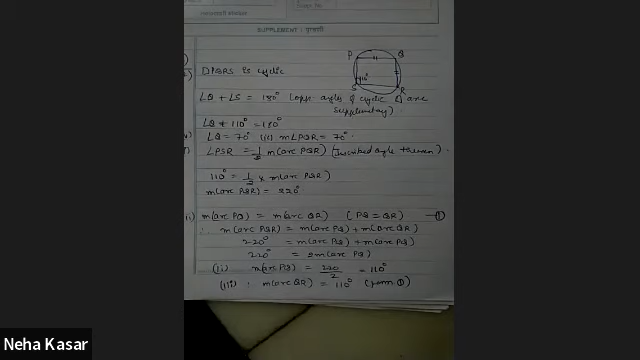 SUPPLEMENT : पुरवणी
P Q
110°
S R
□PQRS is cyclic
∠Q + ∠S = 180° (opp. angles of cyclic □ are
supplementary)
∠Q + 110° = 180°
∠Q = 70° (iv) m∠PQR = 70°.
∠PSR = 1/2 m(arc PQR) (Inscribed angle theorem).
110° = 1/2 × m(arc PQR)
m(arc PQR) = 220°
m(arc PQ) = m(arc QR) [PQ = QR] —①
∴ m(arc PQR) = m(arc PQ) + m(arc QR)
220° = m(arc PQ) + m(arc PQ)
220° = 2m(arc PQ)
(ii) m(arc PQ) = 220/2 = 110°
(iii) ∴ m(arc QR) = 110° (from ①)
Neha Kasar